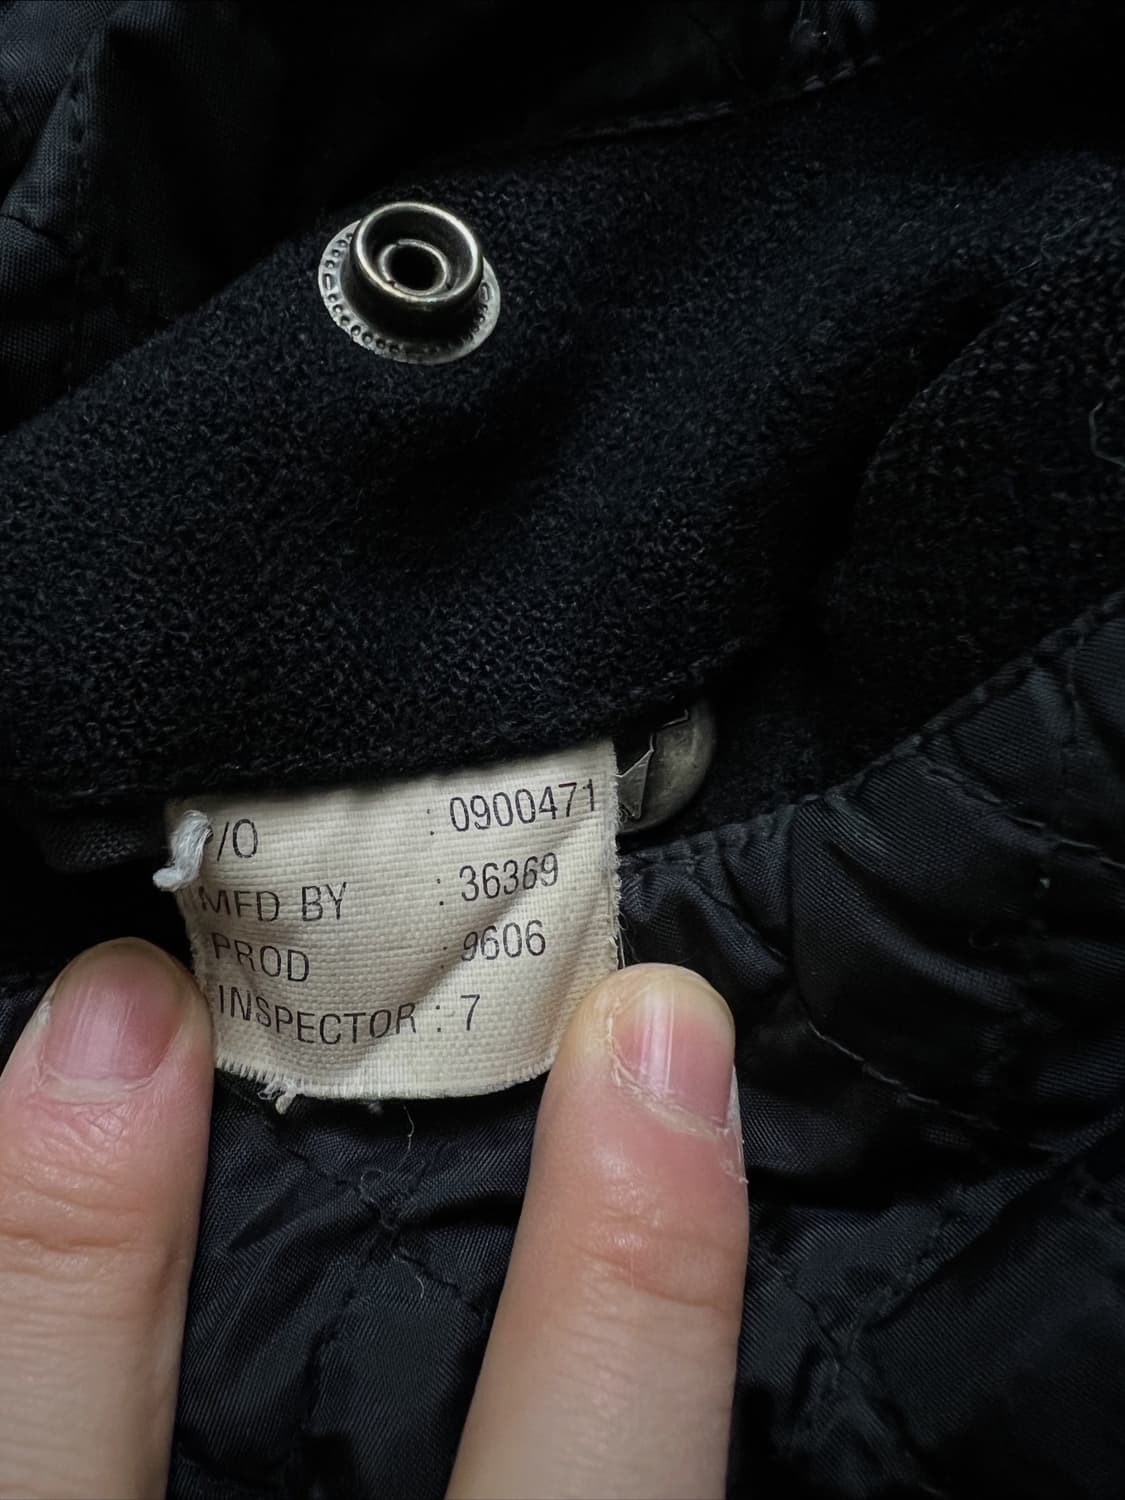 P/O : 0900471
MFD BY : 36369
PROD : 9606
INSPECTOR : 7